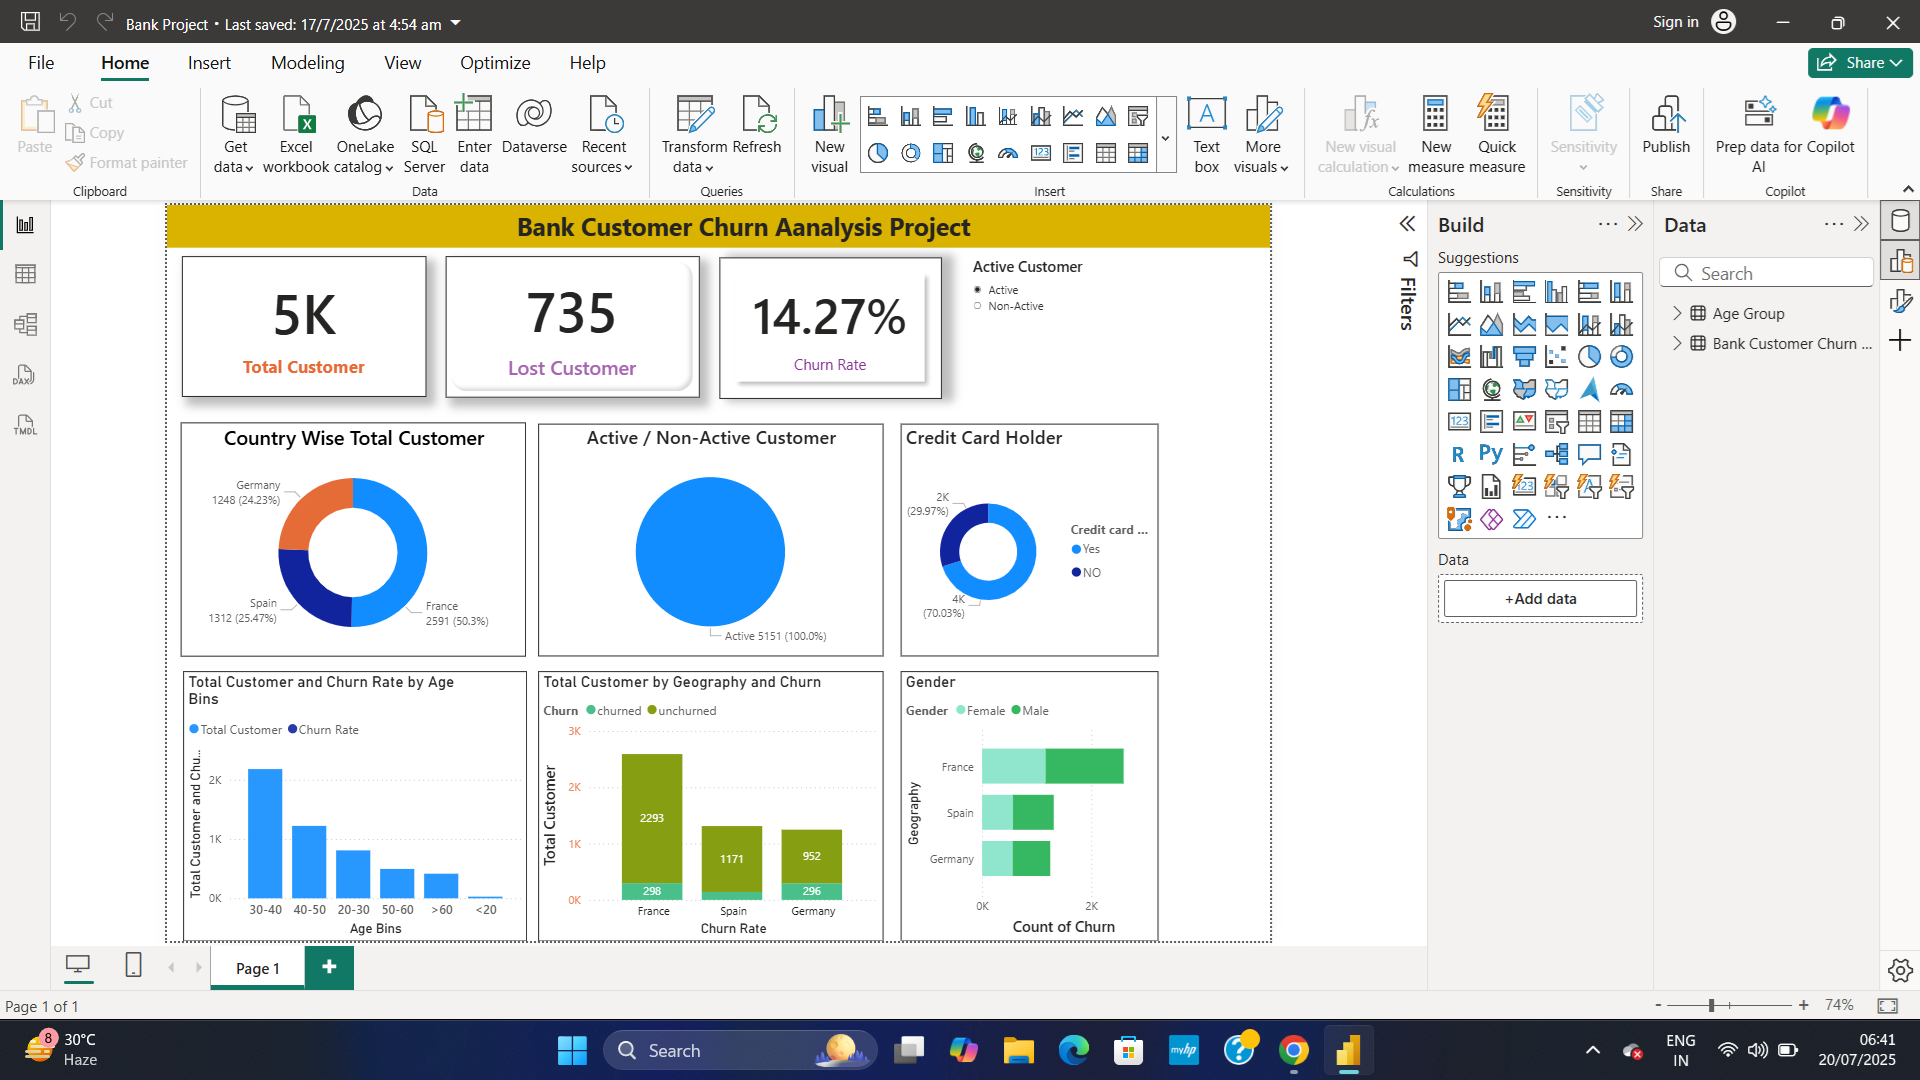 Bank Project • Last saved: 17/7/2025 at 4:54 am
Sign in
File
Home
Insert
Modeling
View
Optimize
Help
Share
Paste
Cut
Copy
Format painter
Clipboard
Get data
Excel workbook
OneLake catalog
SQL Server
Enter data
Dataverse
Recent sources
Data
Transform data
Refresh
Queries
New visual
Text box
More visuals
Insert
New visual calculation
New measure
Quick measure
Calculations
Sensitivity
Sensitivity
Publish
Share
Prep data for AI
Copilot
Copilot
Bank Customer Churn Aanalysis Project
5K
Total Customer
735
Lost Customer
14.27%
Churn Rate
Active Customer
Active
Non-Active
Country Wise Total Customer
Germany
1248 (24.23%)
Spain
1312 (25.47%)
France
2591 (50.3%)
Active / Non-Active Customer
Active 5151 (100.0%)
Credit Card Holder
2K
(29.97%)
4K
(70.03%)
Credit card ...
Yes
NO
Total Customer and Churn Rate by Age
Bins
Total Customer
Churn Rate
Total Customer and Chu...
2K
1K
0K
30-40
40-50
20-30
50-60
>60
<20
Age Bins
Total Customer by Geography and Churn
Churn
churned
unchurned
Total Customer
3K
2K
1K
0K
2293
298
1171
952
296
France
Spain
Germany
Churn Rate
Gender
Gender
Female
Male
Geography
France
Spain
Germany
0K
2K
Count of Churn
Filters
Build
Suggestions
123
R
Py
Data
+Add data
Data
Search
Age Group
Bank Customer Churn ...
DAX
TMDL
Page 1
Page 1 of 1
74%
8
30°C
Haze
Search
myhp
ENG
IN
06:41
20/07/2025